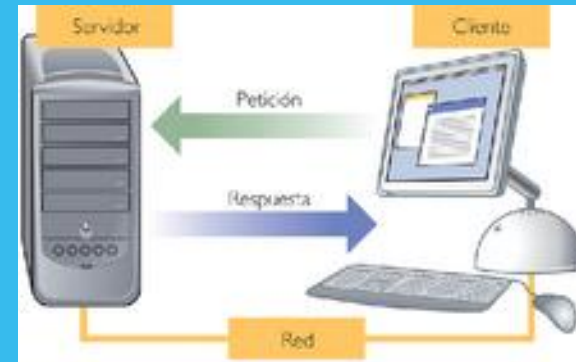 Servidor
Cliente
Petición
Respuesta
Red